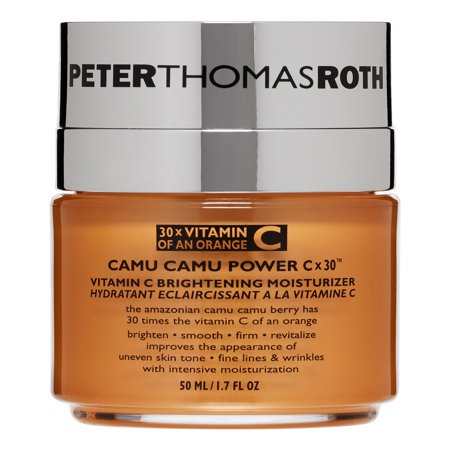 PETERTHOMASROTH
30x VITAMIN C
OF AN ORANGE
CAMU CAMU POWER C x 30™
VITAMIN C BRIGHTENING MOISTURIZER
HYDRATANT ECLAIRCISSANT A LA VITAMINE C
the amazonian camu camu berry has
30 times the vitamin C of an orange
brighten • smooth • firm • revitalize
improves the appearance of
uneven skin tone • fine lines & wrinkles
with intensive moisturization
50 ML / 1.7 FL OZ